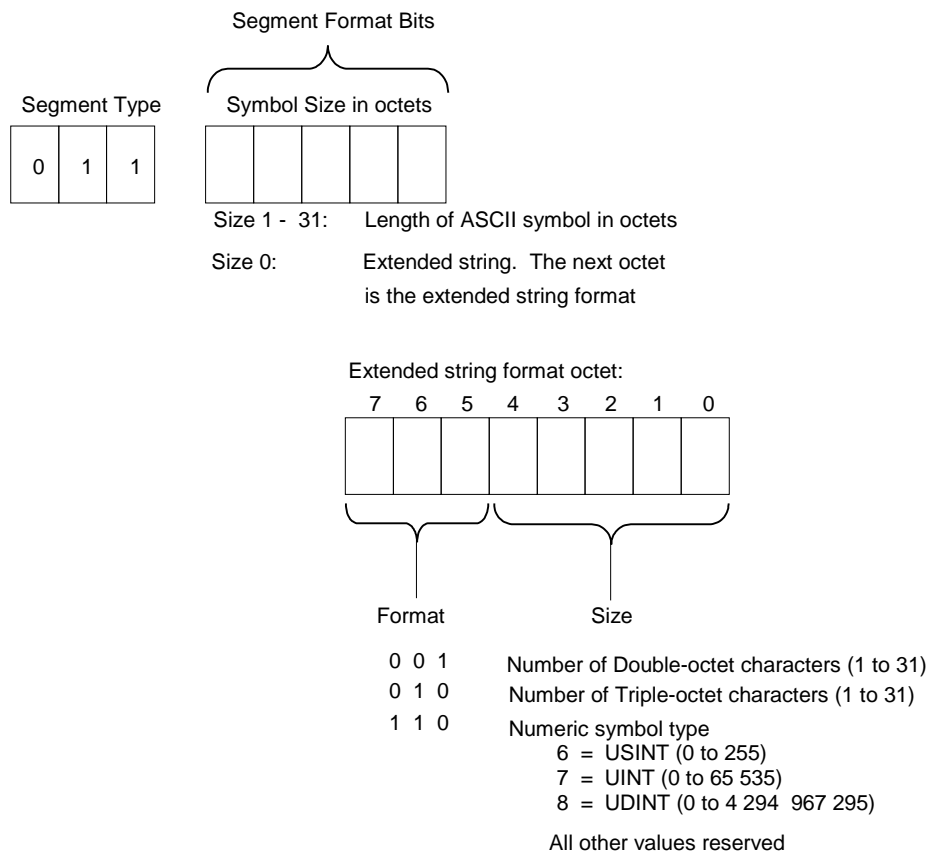 Segment Format Bits
Segment Type Symbol Size in octets
0 1 1
Size 1 - 31: Length of ASCII symbol in octets
Size 0: Extended string. The next octet
is the extended string format
Extended string format octet:
7 6 5 4 3 2 1 0
Format Size
0 0 1 Number of Double-octet characters (1 to 31)
0 1 0 Number of Triple-octet characters (1 to 31)
1 1 0 Numeric symbol type
6 = USINT (0 to 255)
7 = UINT (0 to 65 535)
8 = UDINT (0 to 4 294 967 295)
All other values reserved